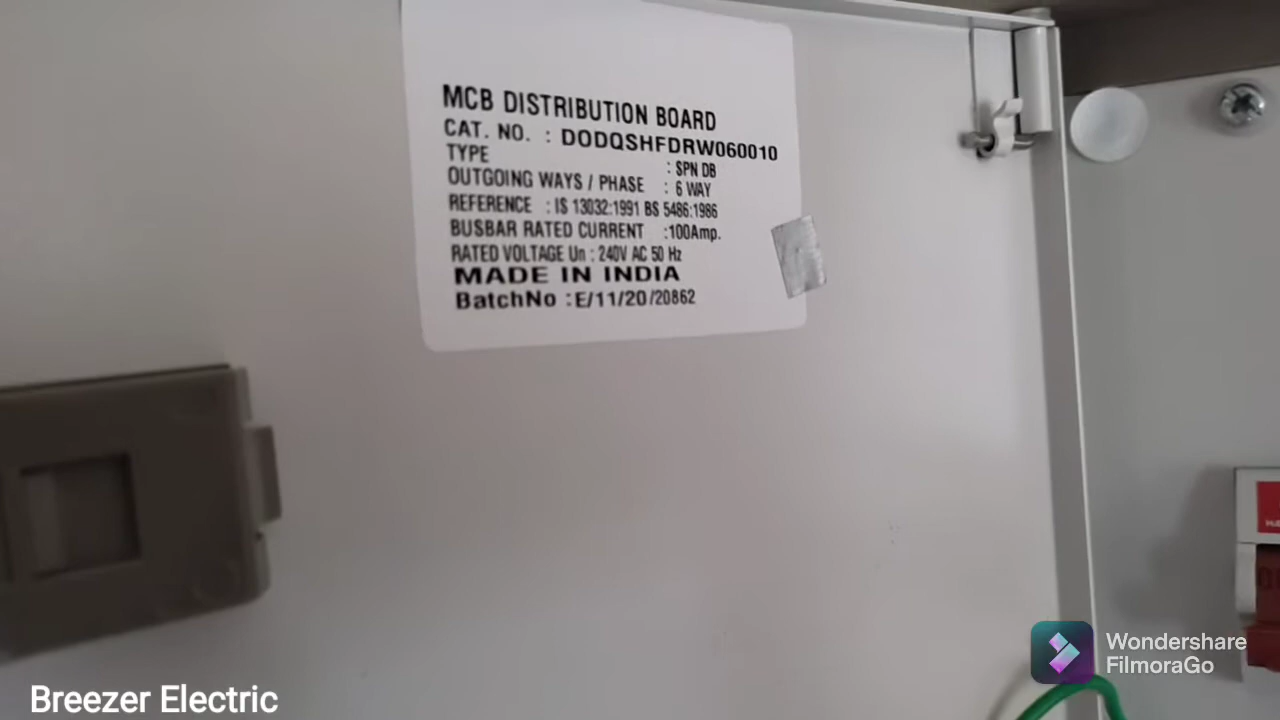 MCB DISTRIBUTION BOARD
CAT. NO. : DODQSHFDRW060010
TYPE : SPN DB
OUTGOING WAYS / PHASE : 6 WAY
REFERENCE : IS 13032:1991 BS 5486:1986
BUSBAR RATED CURRENT :100Amp.
RATED VOLTAGE Un : 240V AC 50 Hz
MADE IN INDIA
BatchNo :E/11/20/20862
Wondershare
FilmoraGo
Breezer Electric